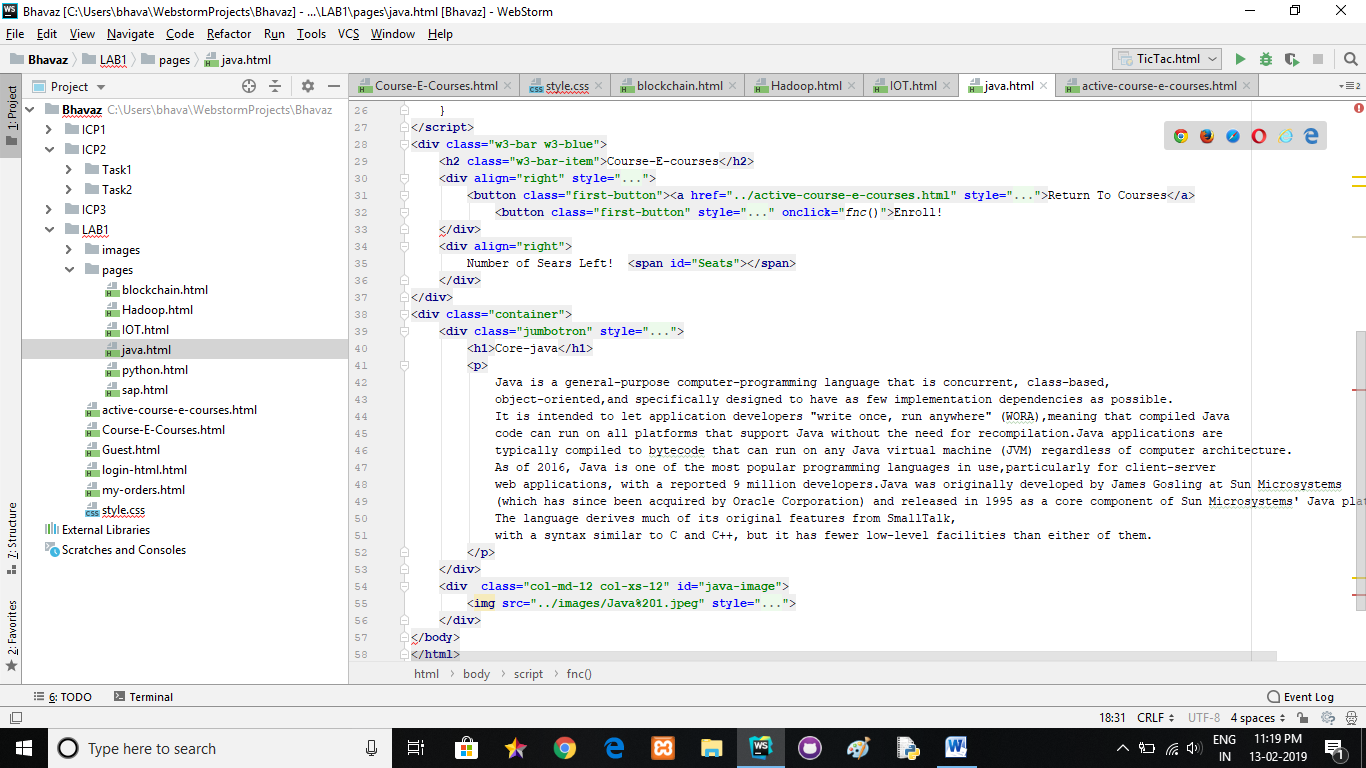 Bhavaz [C:\Users\bhava\WebstormProjects\Bhavaz] - ...\LAB1\pages\java.html [Bhavaz] - WebStorm
File Edit View Navigate Code Refactor Run Tools VCS Window Help
Bhavaz LAB1 pages java.html TicTac.html
Project
Course-E-Courses.html style.css blockchain.html Hadoop.html IOT.html java.html active-course-e-courses.html 2
1: Project
7: Structure
2: Favorites
Bhavaz C:\Users\bhava\WebstormProjects\Bhavaz
ICP1
ICP2
Task1
Task2
ICP3
LAB1
images
pages
blockchain.html
Hadoop.html
IOT.html
java.html
python.html
sap.html
active-course-e-courses.html
Course-E-Courses.html
Guest.html
login-html.html
my-orders.html
style.css
External Libraries
Scratches and Consoles
26 }
27 </script>
28 <div class="w3-bar w3-blue">
29 <h2 class="w3-bar-item">Course-E-courses</h2>
30 <div align="right" style="...">
31 <button class="first-button"><a href="../active-course-e-courses.html" style="...">Return To Courses</a>
32 <button class="first-button" style="..." onclick="fnc()">Enroll!
33 </div>
34 <div align="right">
35 Number of Sears Left! <span id="Seats"></span>
36 </div>
37 </div>
38 <div class="container">
39 <div class="jumbotron" style="...">
40 <h1>Core-java</h1>
41 <p>
42 Java is a general-purpose computer-programming language that is concurrent, class-based,
43 object-oriented,and specifically designed to have as few implementation dependencies as possible.
44 It is intended to let application developers "write once, run anywhere" (WORA),meaning that compiled Java
45 code can run on all platforms that support Java without the need for recompilation.Java applications are
46 typically compiled to bytecode that can run on any Java virtual machine (JVM) regardless of computer architecture.
47 As of 2016, Java is one of the most popular programming languages in use,particularly for client-server
48 web applications, with a reported 9 million developers.Java was originally developed by James Gosling at Sun Microsystems
49 (which has since been acquired by Oracle Corporation) and released in 1995 as a core component of Sun Microsystems' Java plat
50 The language derives much of its original features from SmallTalk,
51 with a syntax similar to C and C++, but it has fewer low-level facilities than either of them.
52 </p>
53 </div>
54 <div  class="col-md-12 col-xs-12" id="java-image">
55 <img src="../images/Java%201.jpeg" style="...">
56 </div>
57 </body>
58 </html>
html body script fnc()
6: TODO Terminal Event Log
18:31 CRLF UTF-8 4 spaces
Type here to search
ENG 11:19 PM
IN 13-02-2019 1